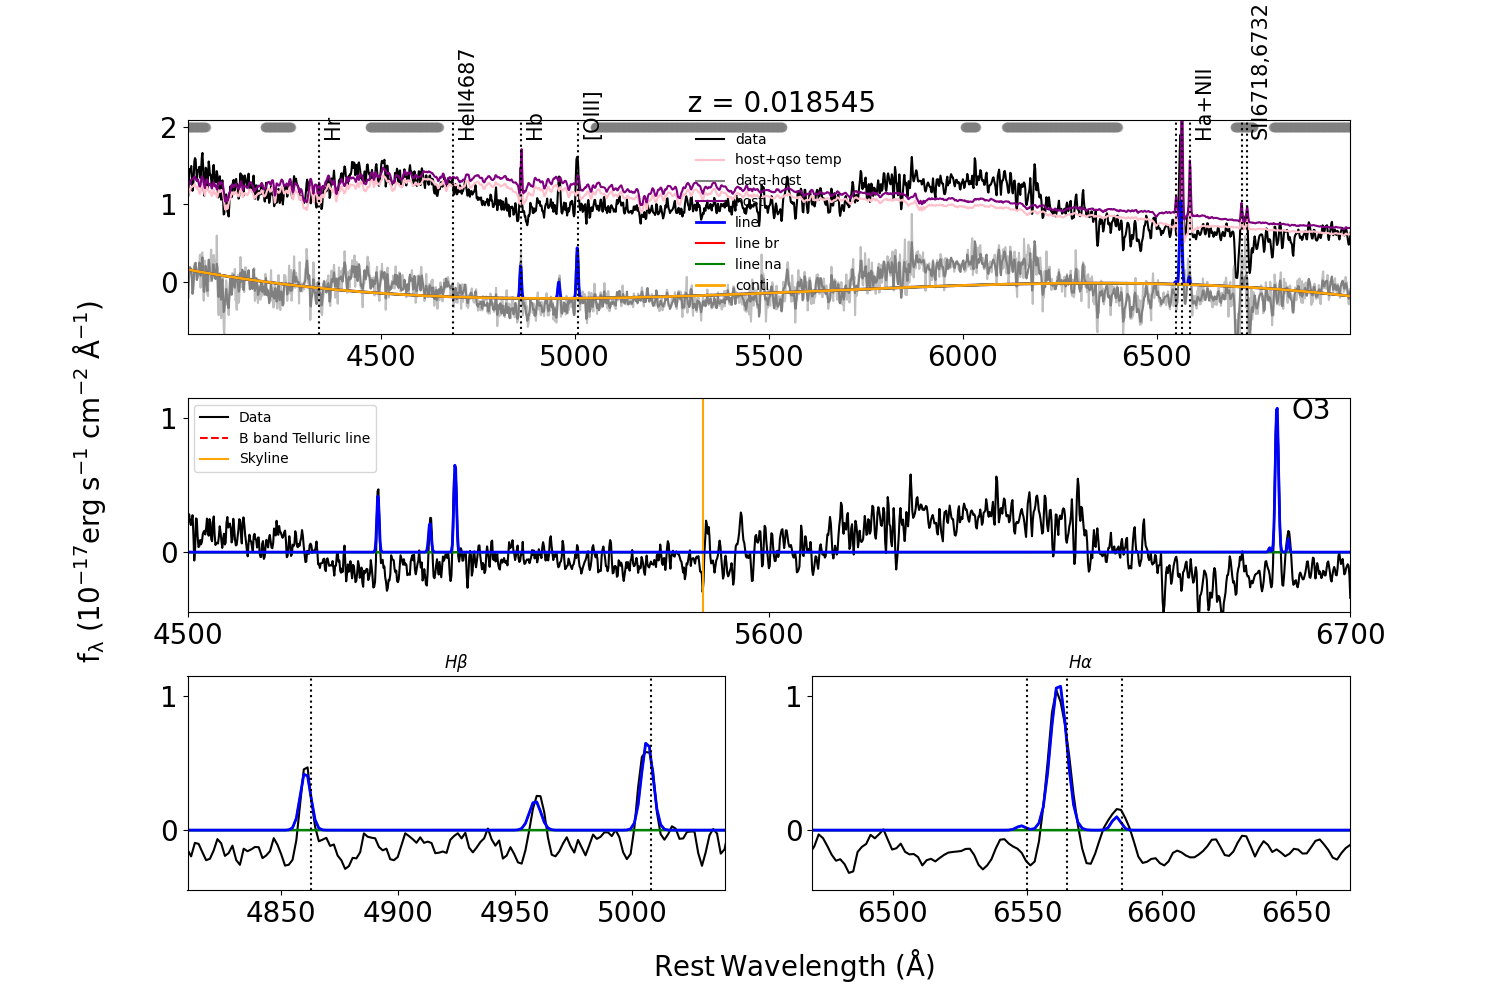 z = 0.018545
Hr
HeII4687
Hb
[OIII]
Ha+NII
SII6718,6732
2
1
0
data
host+qso temp
data-host
host
line
line br
line na
conti
4500
5000
5500
6000
6500
fλ (10⁻¹⁷erg s⁻¹ cm⁻² Å⁻¹)
1
0
Data
B band Telluric line
Skyline
O3
4500
5600
6700
Hβ
1
0
4850
4900
4950
5000
Hα
1
0
6500
6550
6600
6650
Rest Wavelength (Å)